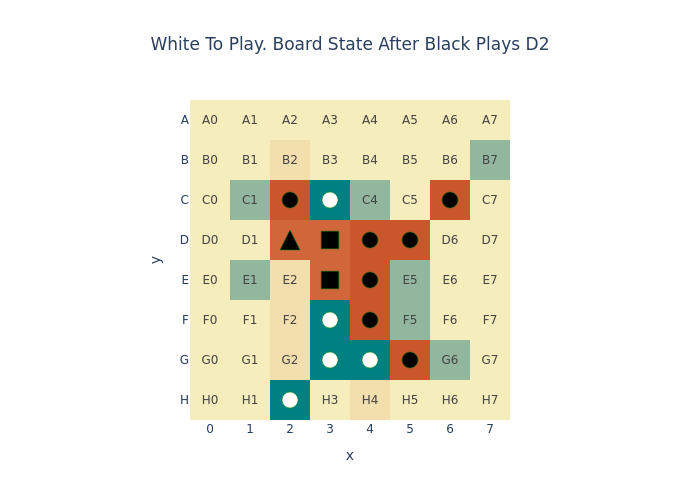 White To Play. Board State After Black Plays D2
A A0 A1 A2 A3 A4 A5 A6 A7
B0 B1 B2 B3 B4 B5 B6 B7
B
C C0 C1 C4 C5 C7
D D0 D1 D6 D7
y
E E0 E1 E2 E5 E6 E7
F F0 F1 F2 F5 F6 F7
G G0 G1 G2 G6 G7
H H0 H1 H3 H4 H5 H6 H7
0 1 2 3 4 5 6 7
x